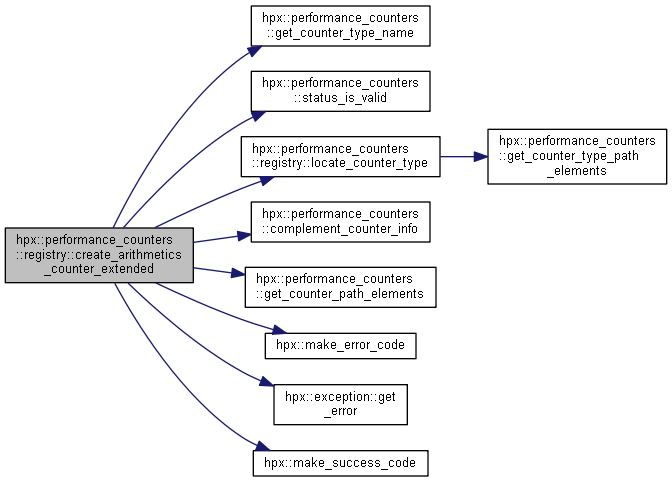 hpx::performance_counters
::get_counter_type_name
hpx::performance_counters
::status_is_valid
hpx::performance_counters
::registry::locate_counter_type
hpx::performance_counters
::get_counter_type_path
_elements
hpx::performance_counters
::complement_counter_info
hpx::performance_counters
::registry::create_arithmetics
_counter_extended
hpx::performance_counters
::get_counter_path_elements
hpx::make_error_code
hpx::exception::get
_error
hpx::make_success_code